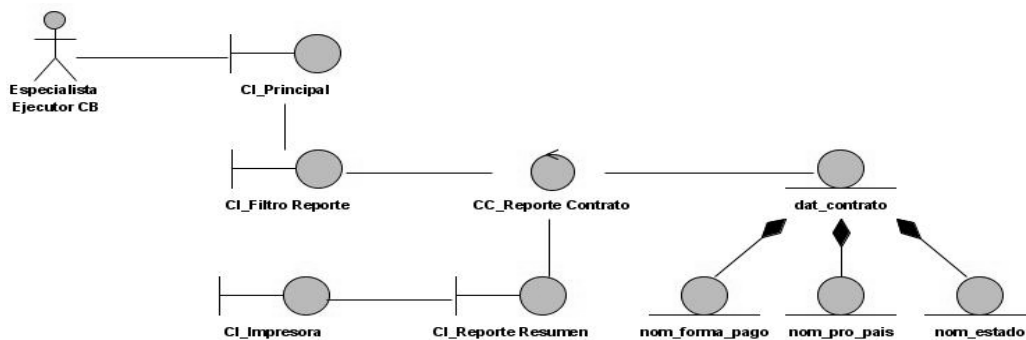 Especialista
Ejecutor CB
CI_Principal
CI_Filtro Reporte
CC_Reporte Contrato
dat_contrato
CI_Impresora
CI_Reporte Resumen
nom_forma_pago
nom_pro_pais
nom_estado